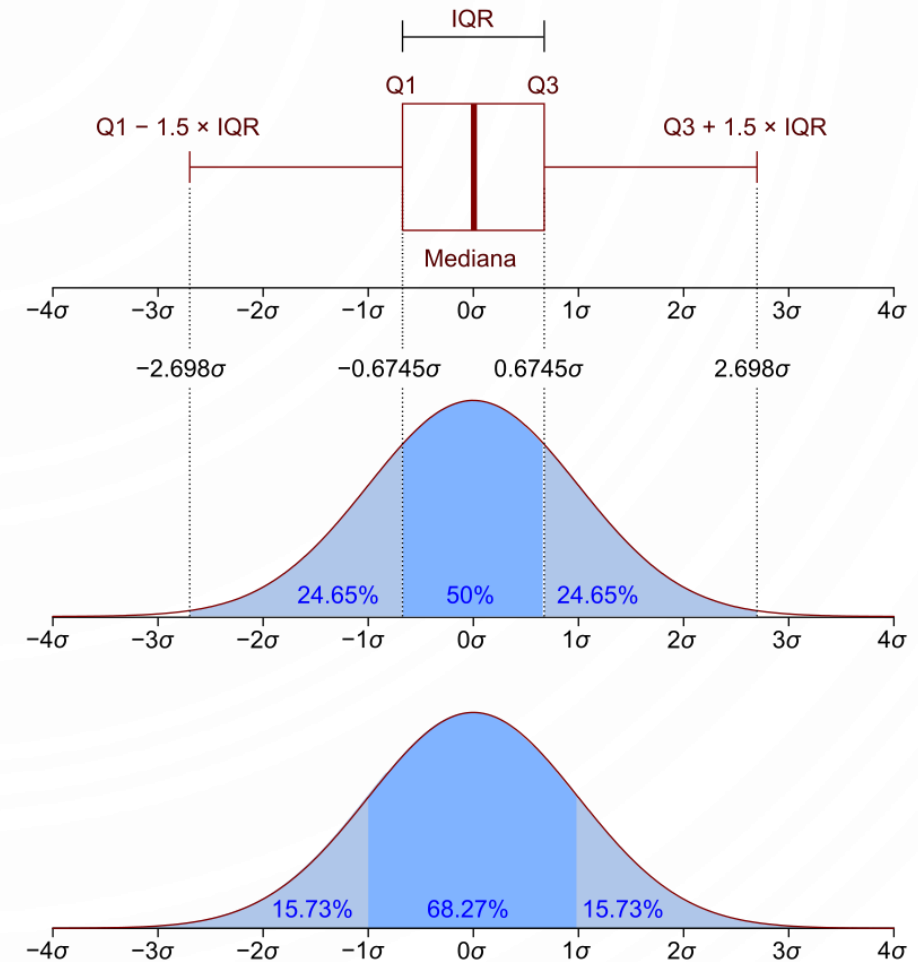 IQR
Q1 Q3
Q1 − 1.5 × IQR Q3 + 1.5 × IQR
Mediana
−4σ −3σ −2σ −1σ 0σ 1σ 2σ 3σ 4σ
−2.698σ −0.6745σ 0.6745σ 2.698σ
24.65% 50% 24.65%
−4σ −3σ −2σ −1σ 0σ 1σ 2σ 3σ 4σ
15.73% 68.27% 15.73%
−4σ −3σ −2σ −1σ 0σ 1σ 2σ 3σ 4σ